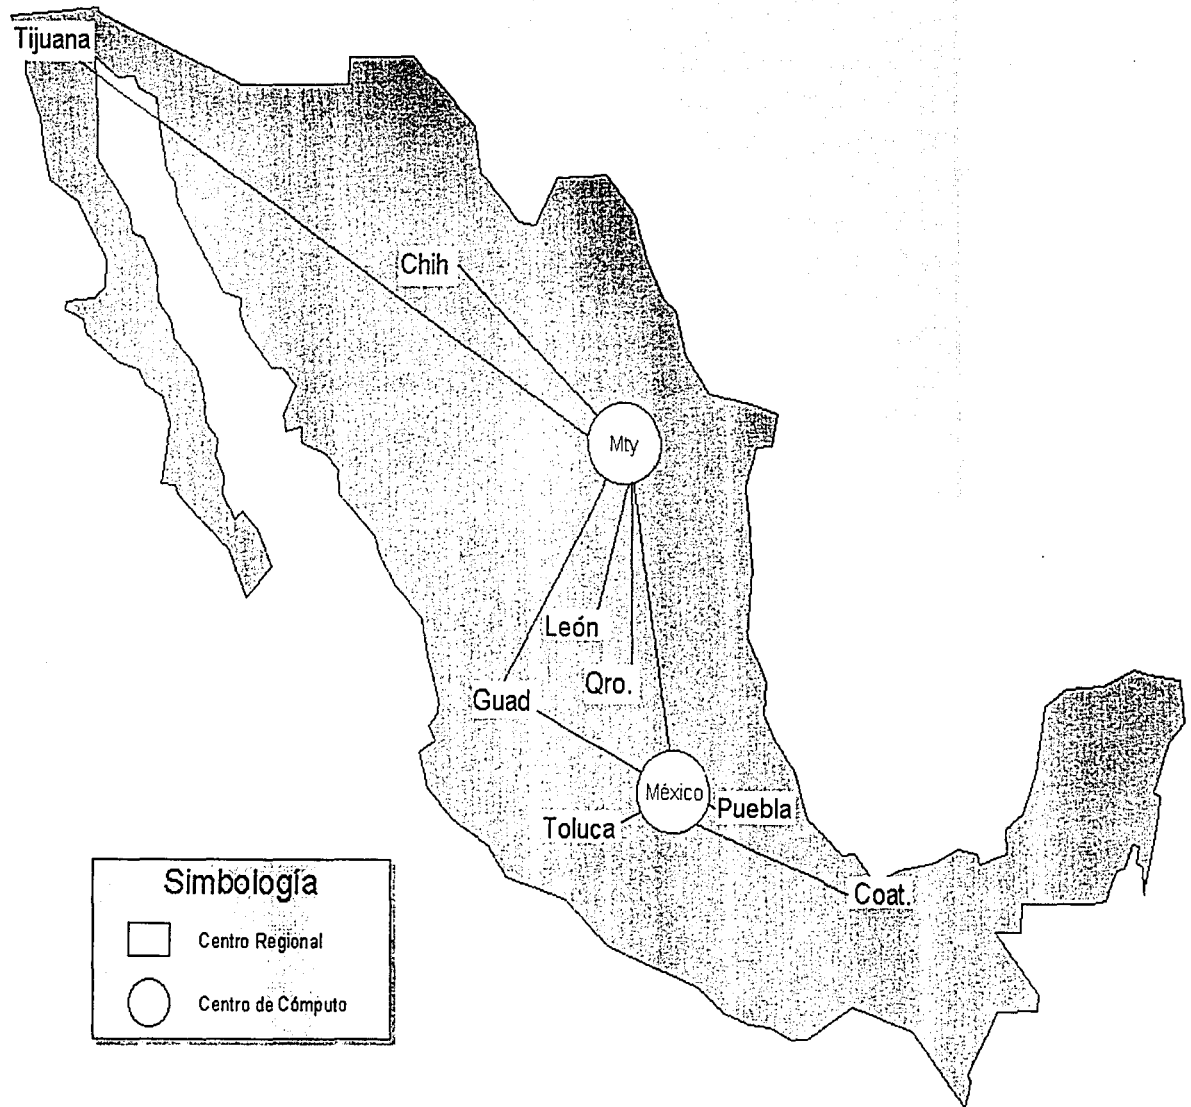 Tijuana
Chih
Mty
León
Qro.
Guad
México
Puebla
Toluca
Coat.
Simbología
Centro Regional
Centro de Cómputo